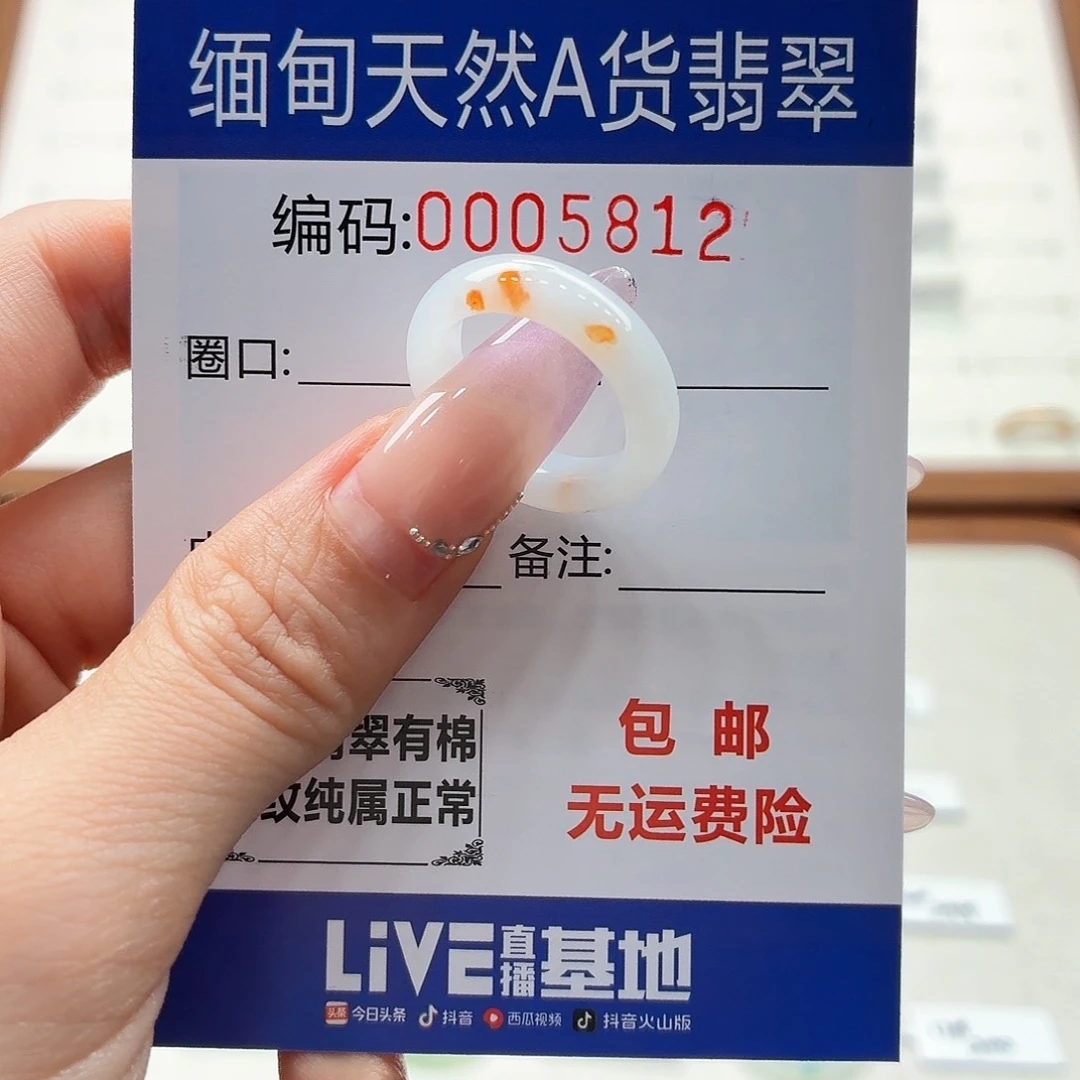 缅甸天然A货翡翠
编码:0005812
圈口:
备注:
翠有棉
纹纯属正常
包邮
无运费险
LiVE直播基地
头条 今日头条 抖音 西瓜视频 抖音火山版